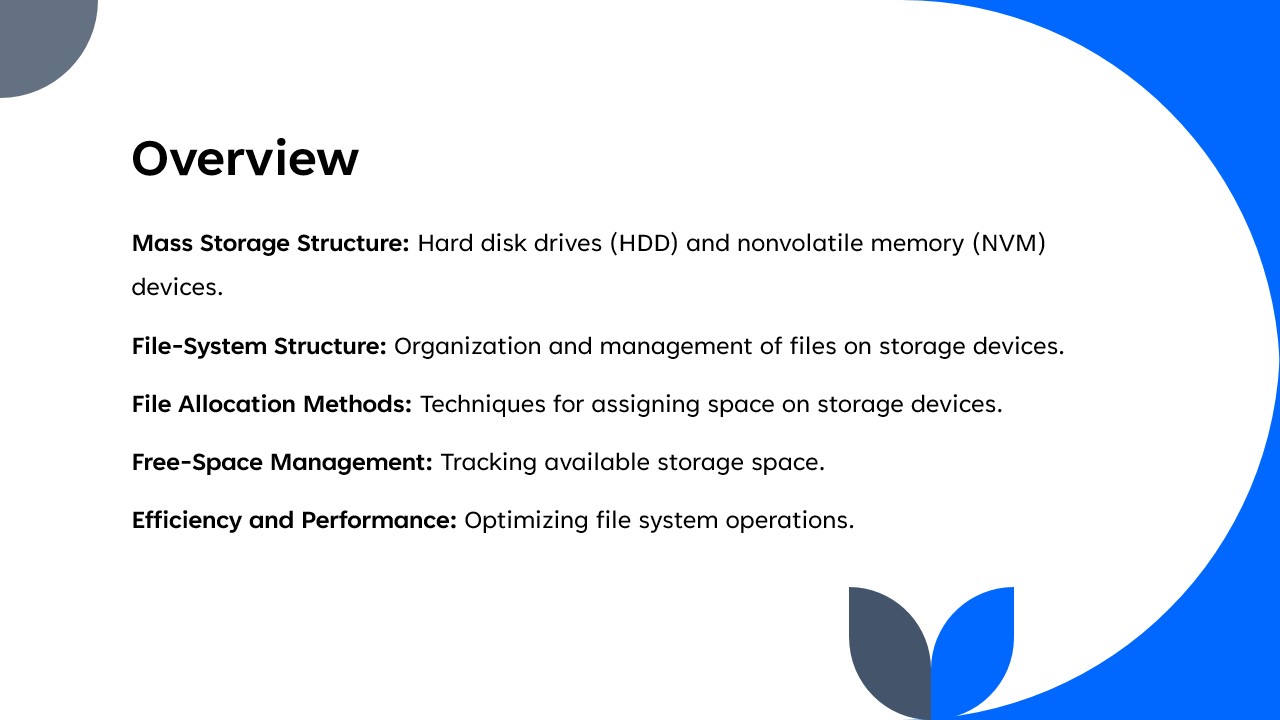 Overview
Mass Storage Structure: Hard disk drives (HDD) and nonvolatile memory (NVM)
devices.
File-System Structure: Organization and management of files on storage devices.
File Allocation Methods: Techniques for assigning space on storage devices.
Free-Space Management: Tracking available storage space.
Efficiency and Performance: Optimizing file system operations.